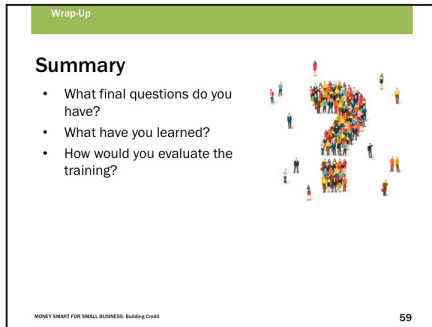 Wrap-Up
Summary
• What final questions do you
have?
• What have you learned?
• How would you evaluate the
training?
MONEY SMART FOR SMALL BUSINESS: Building Credit
59